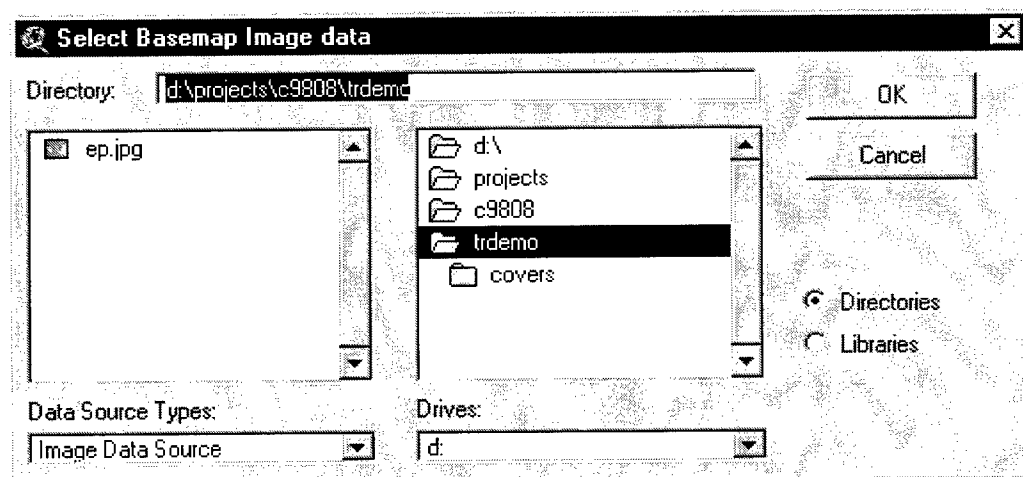 Select Basemap Image data
Directory: d:\projects\c9808\trdemo
OK
ep.jpg
d:\
Cancel
projects
c9808
trdemo
covers
Directories
Libraries
Data Source Types:
Drives:
Image Data Source
d: